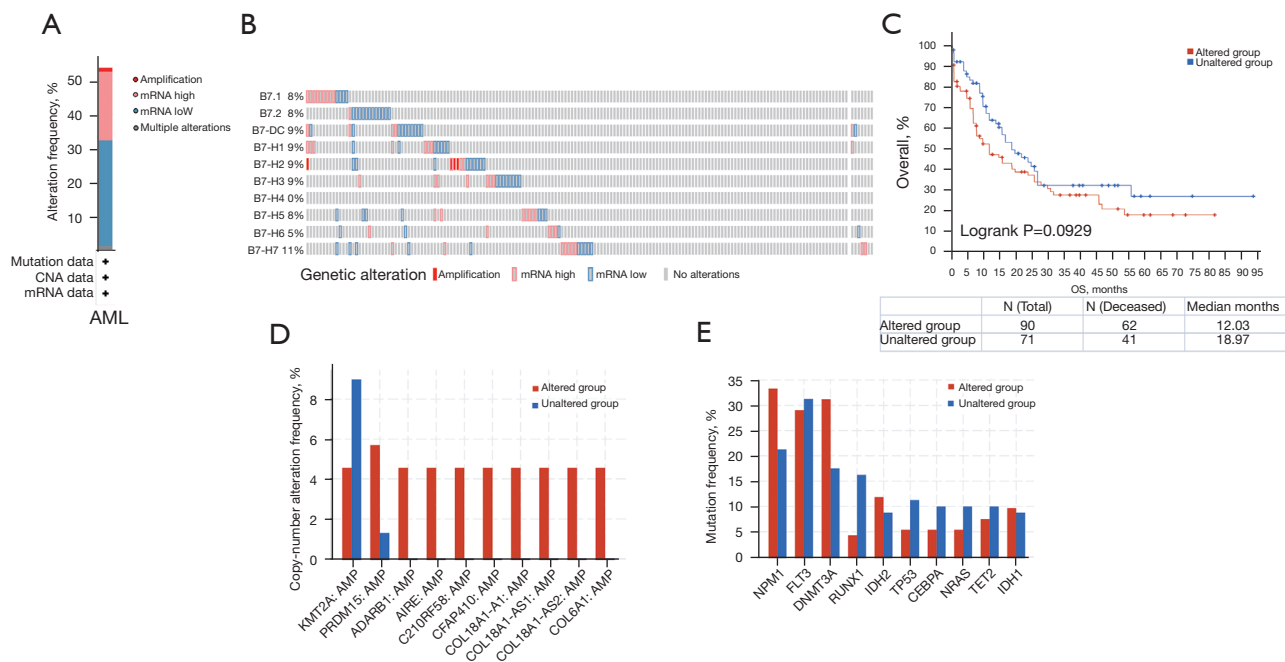 A
Alteration frequency, %
50
40
30
20
10
Amplification
mRNA high
mRNA loW
Multiple alterations
Mutation data
CNA data
mRNA data
AML
B
B7.1 8%
B7.2 8%
B7-DC 9%
B7-H1 9%
B7-H2 9%
B7-H3 9%
B7-H4 0%
B7-H5 8%
B7-H6 5%
B7-H7 11%
Genetic alteration Amplification mRNA high mRNA low No alterations
C
Overall, %
100
90
80
70
60
50
40
30
20
10
0
Altered group
Unaltered group
Logrank P=0.0929
0 5 10 15 20 25 30 35 40 45 50 55 60 65 70 75 80 85 90 95
OS, months
N (Total) N (Deceased) Median months
Altered group 90 62 12.03
Unaltered group 71 41 18.97
D
Copy-number alteration frequency, %
8
6
4
2
0
Altered group
Unaltered group
KMT2A: AMP
PRDM15: AMP
ADARB1: AMP
AIRE: AMP
C210RF58: AMP
CFAP410: AMP
COL18A1-A1: AMP
COL18A1-AS1: AMP
COL18A1-AS2: AMP
COL6A1: AMP
E
Mutation frequency, %
35
30
25
20
15
10
5
0
Altered group
Unaltered group
NPM1
FLT3
DNMT3A
RUNX1
IDH2
TP53
CEBPA
NRAS
TET2
IDH1